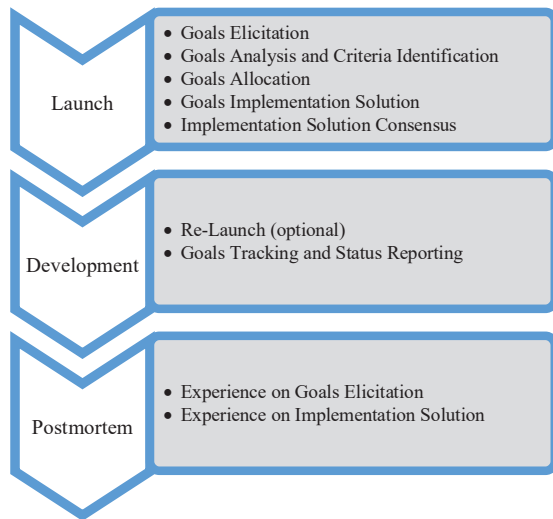 Launch
• Goals Elicitation
• Goals Analysis and Criteria Identification
• Goals Allocation
• Goals Implementation Solution
• Implementation Solution Consensus
Development
• Re-Launch (optional)
• Goals Tracking and Status Reporting
Postmortem
• Experience on Goals Elicitation
• Experience on Implementation Solution